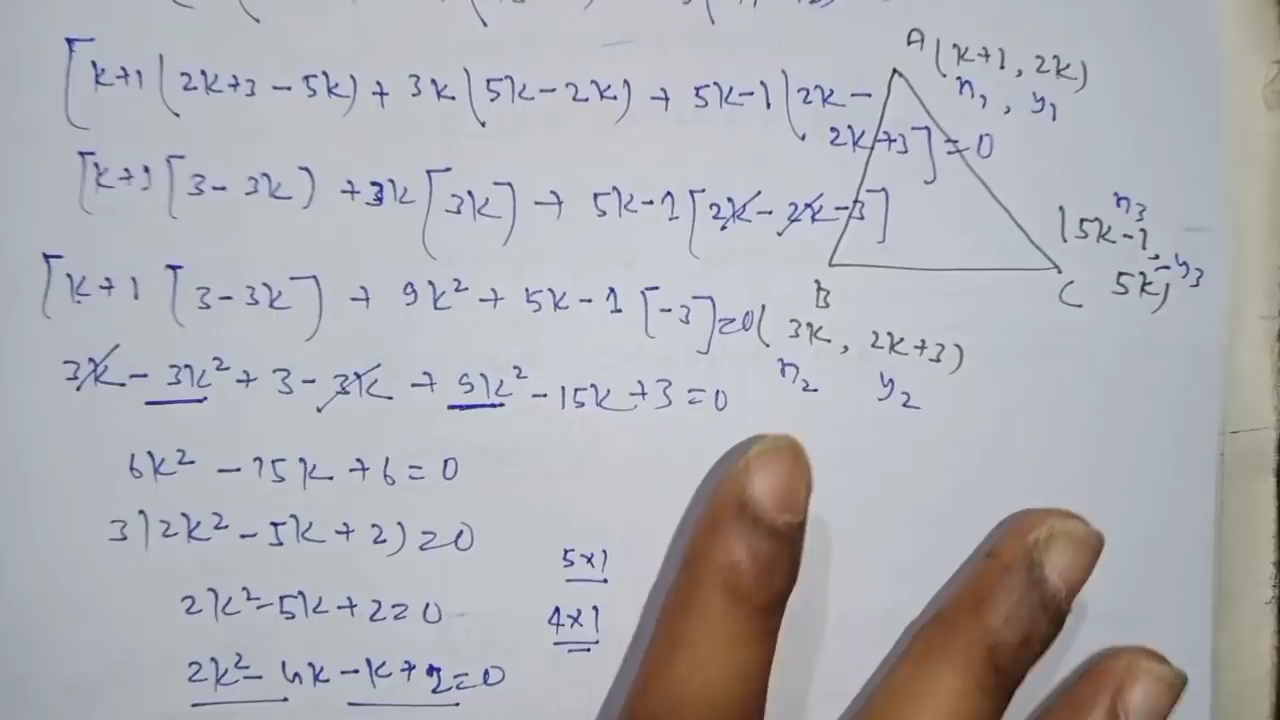 [k+1(2k+3-5k)+3k(5k-2k)+5k-1(2k-
2k+3]=0
[k+1[3-3k)+3k[3k]+5k-1[2k-2k-3]
[k+1[3-3k]+9k²+5k-1[-3]=0
3k-3k²+3-3k+9k²-15k+3=0
6k²-15k+6=0
3(2k²-5k+2)=0
2k²-5k+2=0
2k²-4k-k+2=0
5×1
4×1
A(k+1, 2k)
x₁, y₁
x₃
(5k-1,
5k)-y₃
C
B
(3k, 2k+3)
x₂ y₂